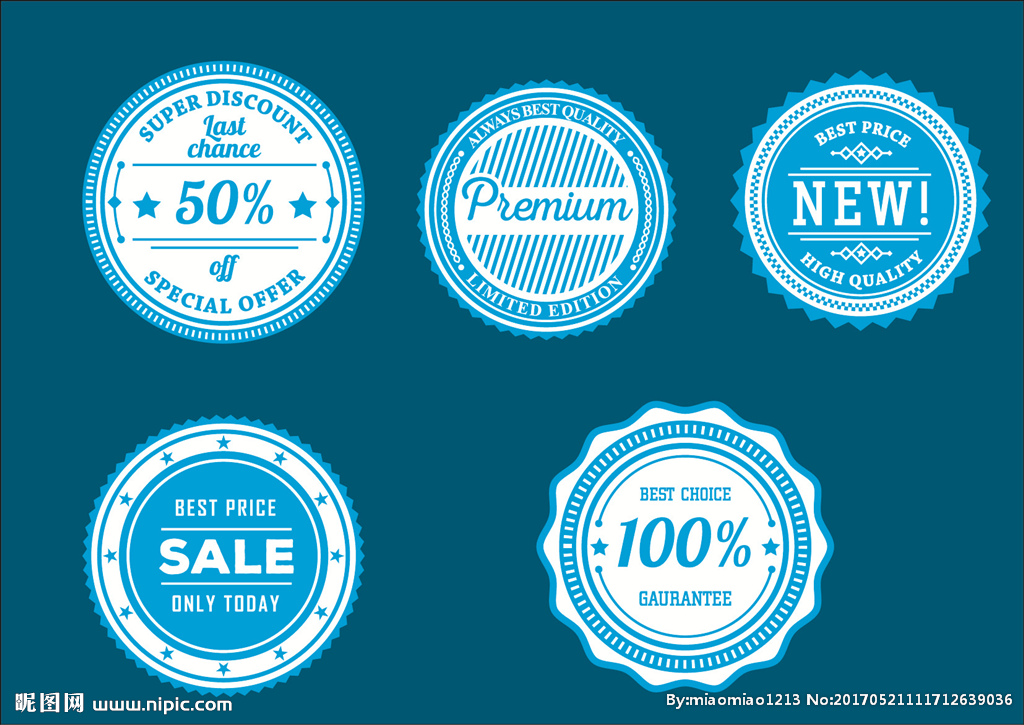 SUPER DISCOUNT
Last
chance
50%
off
SPECIAL OFFER
ALWAYS BEST QUALITY
Premium
LIMITED EDITION
BEST PRICE
NEW!
HIGH QUALITY
BEST PRICE
SALE
ONLY TODAY
BEST CHOICE
100%
GAURANTEE
昵图网 www.nipic.com
By:miaomiao1213 No:20170521111712639036